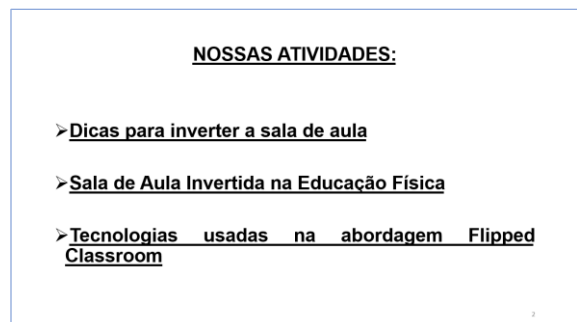 NOSSAS ATIVIDADES:
➢Dicas para inverter a sala de aula
➢Sala de Aula Invertida na Educação Física
➢Tecnologias usadas na abordagem Flipped
Classroom
2